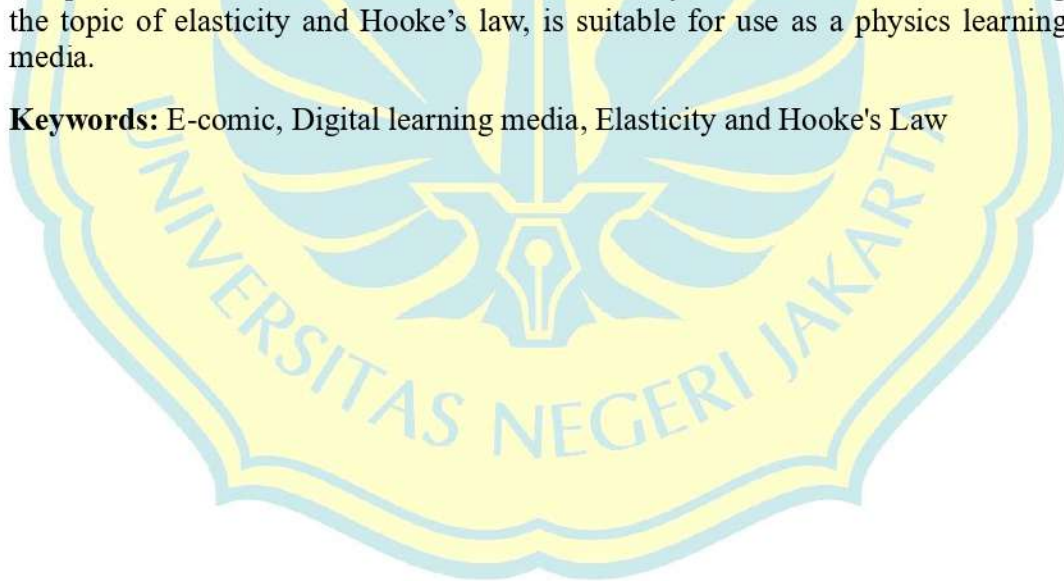 the topic of elasticity and Hooke’s law, is suitable for use as a physics learning
media.
Keywords: E-comic, Digital learning media, Elasticity and Hooke's Law
UNIVERSITAS NEGERI JAKARTA